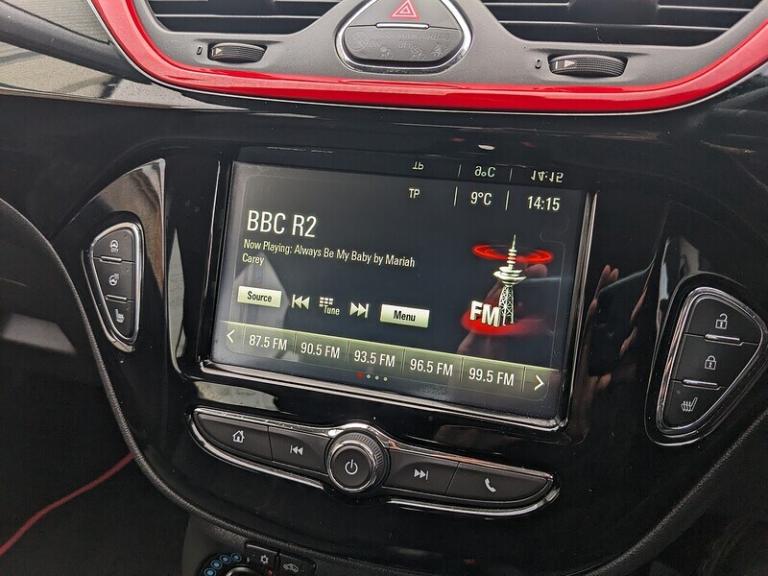 TP 9°C 14:15
BBC R2
Now Playing: Always Be My Baby by Mariah
Carey
FM
Source Tune Menu
87.5 FM 90.5 FM 93.5 FM 96.5 FM 99.5 FM